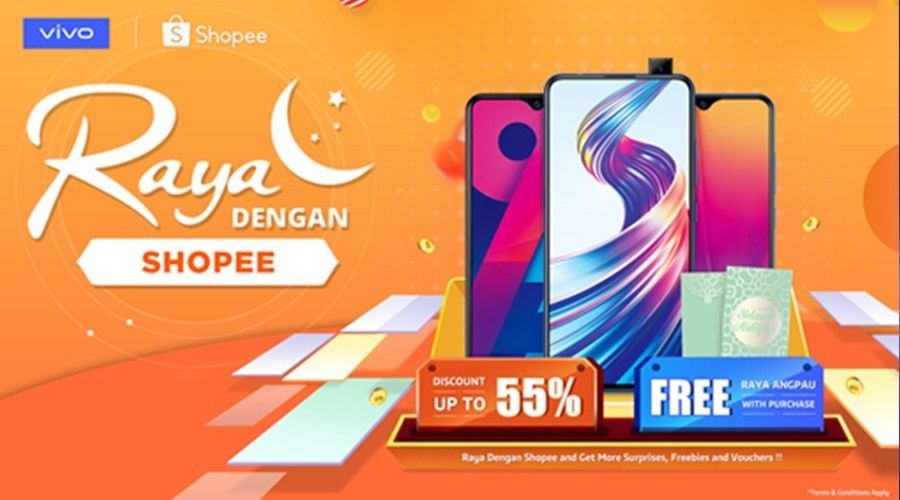 vivo
Shopee
Raya
DENGAN
SHOPEE
DISCOUNT
UP TO
55%
FREE
RAYA ANGPAU
WITH PURCHASE
Raya Dengan Shopee and Get More Surprises, Freebies and Vouchers !!
*Terms & Conditions Apply